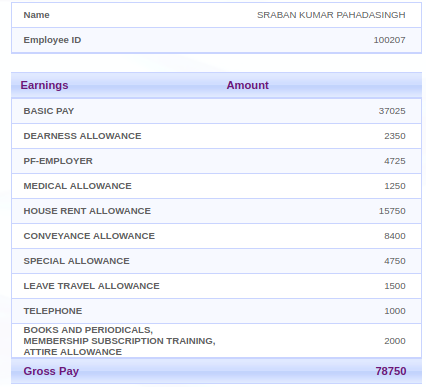 Name SRABAN KUMAR PAHADASINGH
Employee ID 100207
Earnings Amount
BASIC PAY 37025
DEARNESS ALLOWANCE 2350
PF-EMPLOYER 4725
MEDICAL ALLOWANCE 1250
HOUSE RENT ALLOWANCE 15750
CONVEYANCE ALLOWANCE 8400
SPECIAL ALLOWANCE 4750
LEAVE TRAVEL ALLOWANCE 1500
TELEPHONE 1000
BOOKS AND PERIODICALS,
MEMBERSHIP SUBSCRIPTION TRAINING, 2000
ATTIRE ALLOWANCE
Gross Pay 78750